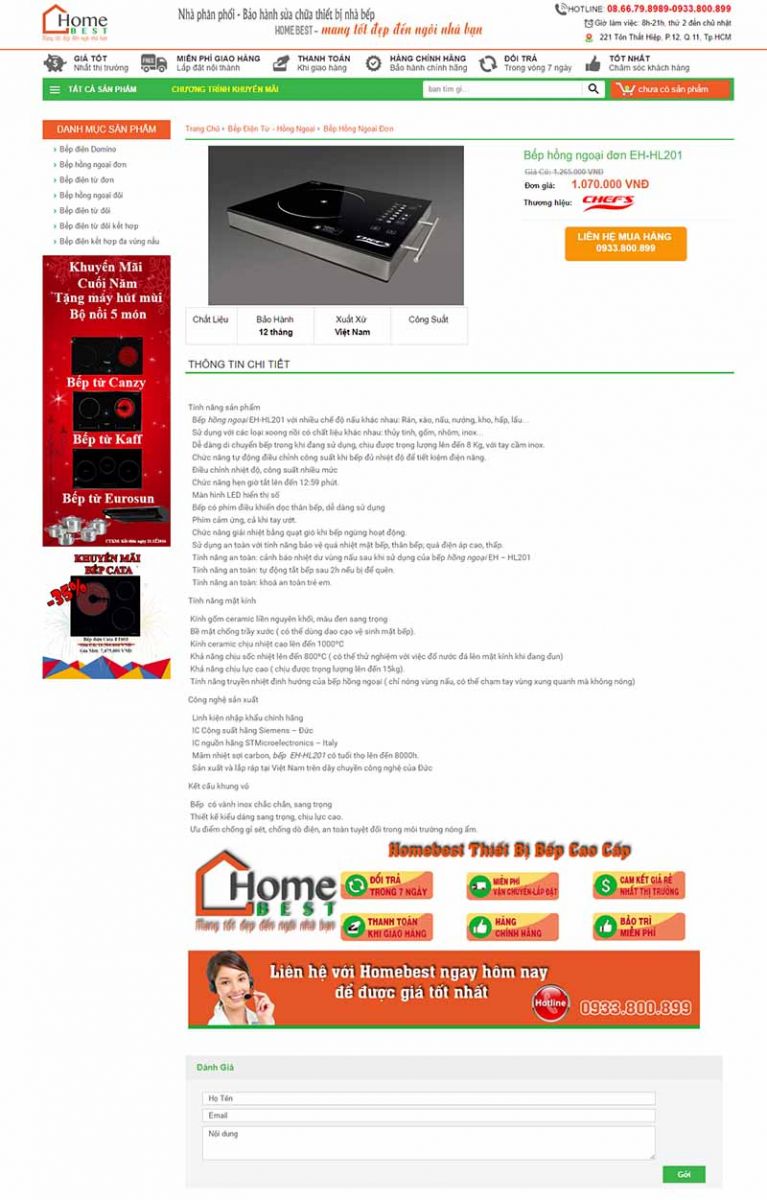 Home
BEST
Mang tốt đẹp đến ngôi nhà bạn
Nhà phân phối - Bảo hành sửa chữa thiết bị nhà bếp
HOME BEST – mang tốt đẹp đến ngôi nhà bạn
HOTLINE: 08.66.79.8989-0933.800.899
Giờ làm việc: 8h-21h, thứ 2 đến chủ nhật
221 Tôn Thất Hiệp, P.12, Q 11, Tp HCM
GIÁ TỐT
Nhất thị trường
FREE
MIỄN PHÍ GIAO HÀNG
Lắp đặt nội thành
THANH TOÁN
Khi giao hàng
HÀNG CHÍNH HÃNG
Bảo hành chính hãng
ĐỔI TRẢ
Trong vòng 7 ngày
TỐT NHẤT
Chăm sóc khách hàng
TẤT CẢ SẢN PHẨM
CHƯƠNG TRÌNH KHUYẾN MÃI
bạn tìm gì...
chưa có sản phẩm
DANH MỤC SẢN PHẨM
Bếp điện Domino
Bếp hồng ngoại đơn
Bếp điện từ đơn
Bếp hồng ngoại đôi
Bếp điện từ đôi
Bếp điện từ đôi kết hợp
Bếp điện kết hợp đa vùng nấu
Khuyến Mãi
Cuối Năm
Tặng máy hút mùi
Bộ nồi 5 món
Bếp từ Canzy
Bếp từ Kaff
Bếp từ Eurosun
KHUYẾN MÃI
BẾP CATA
-35%
Trang Chủ › Bếp Điện Từ - Hồng Ngoại › Bếp Hồng Ngoại Đơn
CHEF'S
Bếp hồng ngoại đơn EH-HL201
Giá Cũ: 1.265.000 VNĐ
Đơn giá: 1.070.000 VNĐ
Thương hiệu: CHEF'S
LIÊN HỆ MUA HÀNG
0933.800.899
Chất Liệu
Bảo Hành
12 tháng
Xuất Xứ
Việt Nam
Công Suất
THÔNG TIN CHI TIẾT
Tính năng sản phẩm
Bếp hồng ngoại EH-HL201 với nhiều chế độ nấu khác nhau: Rán, xào, nấu, nướng, kho, hấp, lẩu…
Sử dụng với các loại xoong nồi có chất liệu khác nhau: thủy tinh, gốm, nhôm, inox…
Dễ dàng di chuyển bếp trong khi đang sử dụng, chịu được trọng lượng lên đến 8 Kg, với tay cầm inox.
Chức năng tự động điều chỉnh công suất khi bếp đủ nhiệt độ để tiết kiệm điện năng.
Điều chỉnh nhiệt độ, công suất nhiều mức
Chức năng hẹn giờ tắt lên đến 12:59 phút.
Màn hình LED hiển thị số
Bếp có phím điều khiển dọc thân bếp, dễ dàng sử dụng
Phím cảm ứng, cả khi tay ướt.
Chức năng giải nhiệt bằng quạt gió khi bếp ngừng hoạt động.
Sử dụng an toàn với tính năng bảo vệ quá nhiệt mặt bếp, thân bếp; quá điện áp cao, thấp.
Tính năng an toàn: cảnh báo nhiệt dư vùng nấu sau khi sử dụng của bếp hồng ngoại EH – HL201
Tính năng an toàn: tự động tắt bếp sau 2h nếu bị để quên.
Tính năng an toàn: khoá an toàn trẻ em.
Tính năng mặt kính
Kính gốm ceramic liền nguyên khối, màu đen sang trọng
Bề mặt chống trầy xước ( có thể dùng dao cạo vệ sinh mặt bếp).
Kính ceramic chịu nhiệt cao lên đến 1000ºC
Khả năng chịu sốc nhiệt lên đến 800ºC ( có thể thử nghiệm với việc đổ nước đá lên mặt kính khi đang đun)
Khả năng chịu lực cao ( chịu được trọng lượng lên đến 15kg).
Tính năng truyền nhiệt định hướng của bếp hồng ngoại ( chỉ nóng vùng nấu, có thể chạm tay vùng xung quanh mà không nóng)
Công nghệ sản xuất
Linh kiện nhập khẩu chính hãng
IC Công suất hãng Siemens – Đức
IC nguồn hãng STMicroelectronics – Italy
Mâm nhiệt sợi carbon, bếp EH-HL201 có tuổi thọ lên đến 8000h.
Sản xuất và lắp ráp tại Việt Nam trên dây chuyền công nghệ của Đức
Kết cấu khung vỏ
Bếp có vành inox chắc chắn, sang trọng
Thiết kế kiểu dáng sang trọng, chịu lực cao.
Ưu điểm chống gỉ sét, chống dò điện, an toàn tuyệt đối trong môi trường nóng ẩm.
Homebest Thiết Bị Bếp Cao Cấp
Home
BEST
Mang tốt đẹp đến ngôi nhà bạn
ĐỔI TRẢ
TRONG 7 NGÀY
MIỄN PHÍ
VẬN CHUYỂN-LẮP ĐẶT
CAM KẾT GIÁ RẺ
NHẤT THỊ TRƯỜNG
THANH TOÁN
KHI GIAO HÀNG
HÀNG
CHÍNH HÃNG
BẢO TRÌ
MIỄN PHÍ
Liên hệ với Homebest ngay hôm nay
để được giá tốt nhất
Hotline
0933.800.899
Đánh Giá
Họ Tên
Email
Nội dung
Gởi